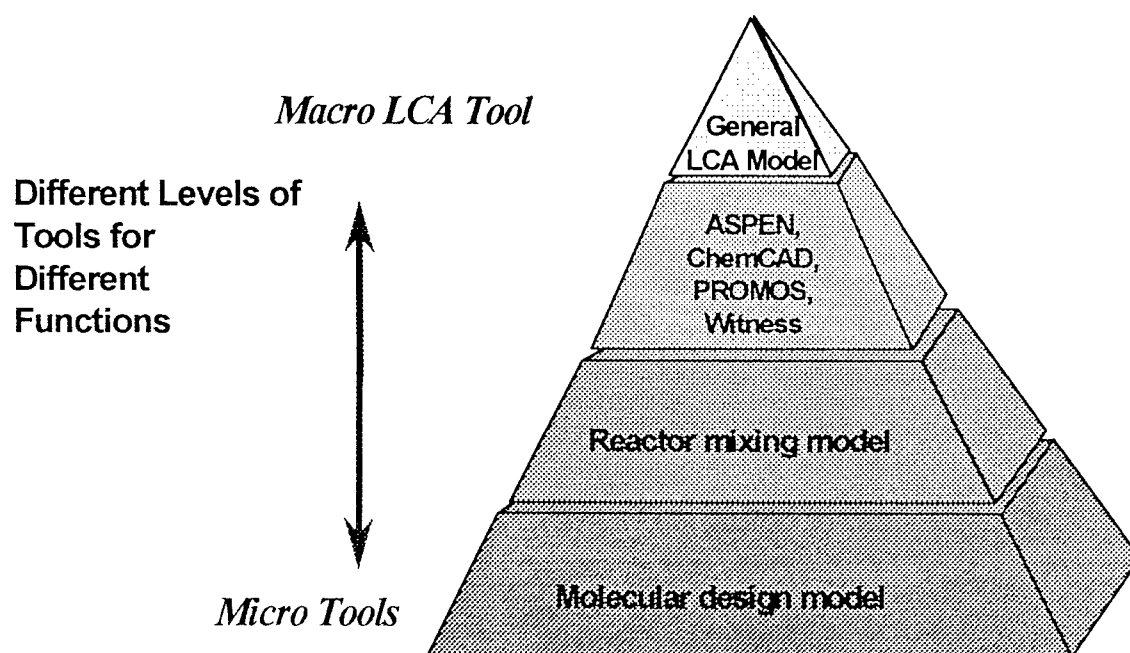 Macro LCA Tool
Different Levels of
Tools for
Different
Functions
Micro Tools
General
LCA Model
ASPEN,
ChemCAD,
PROMOS,
Witness
Reactor mixing model
Molecular design model